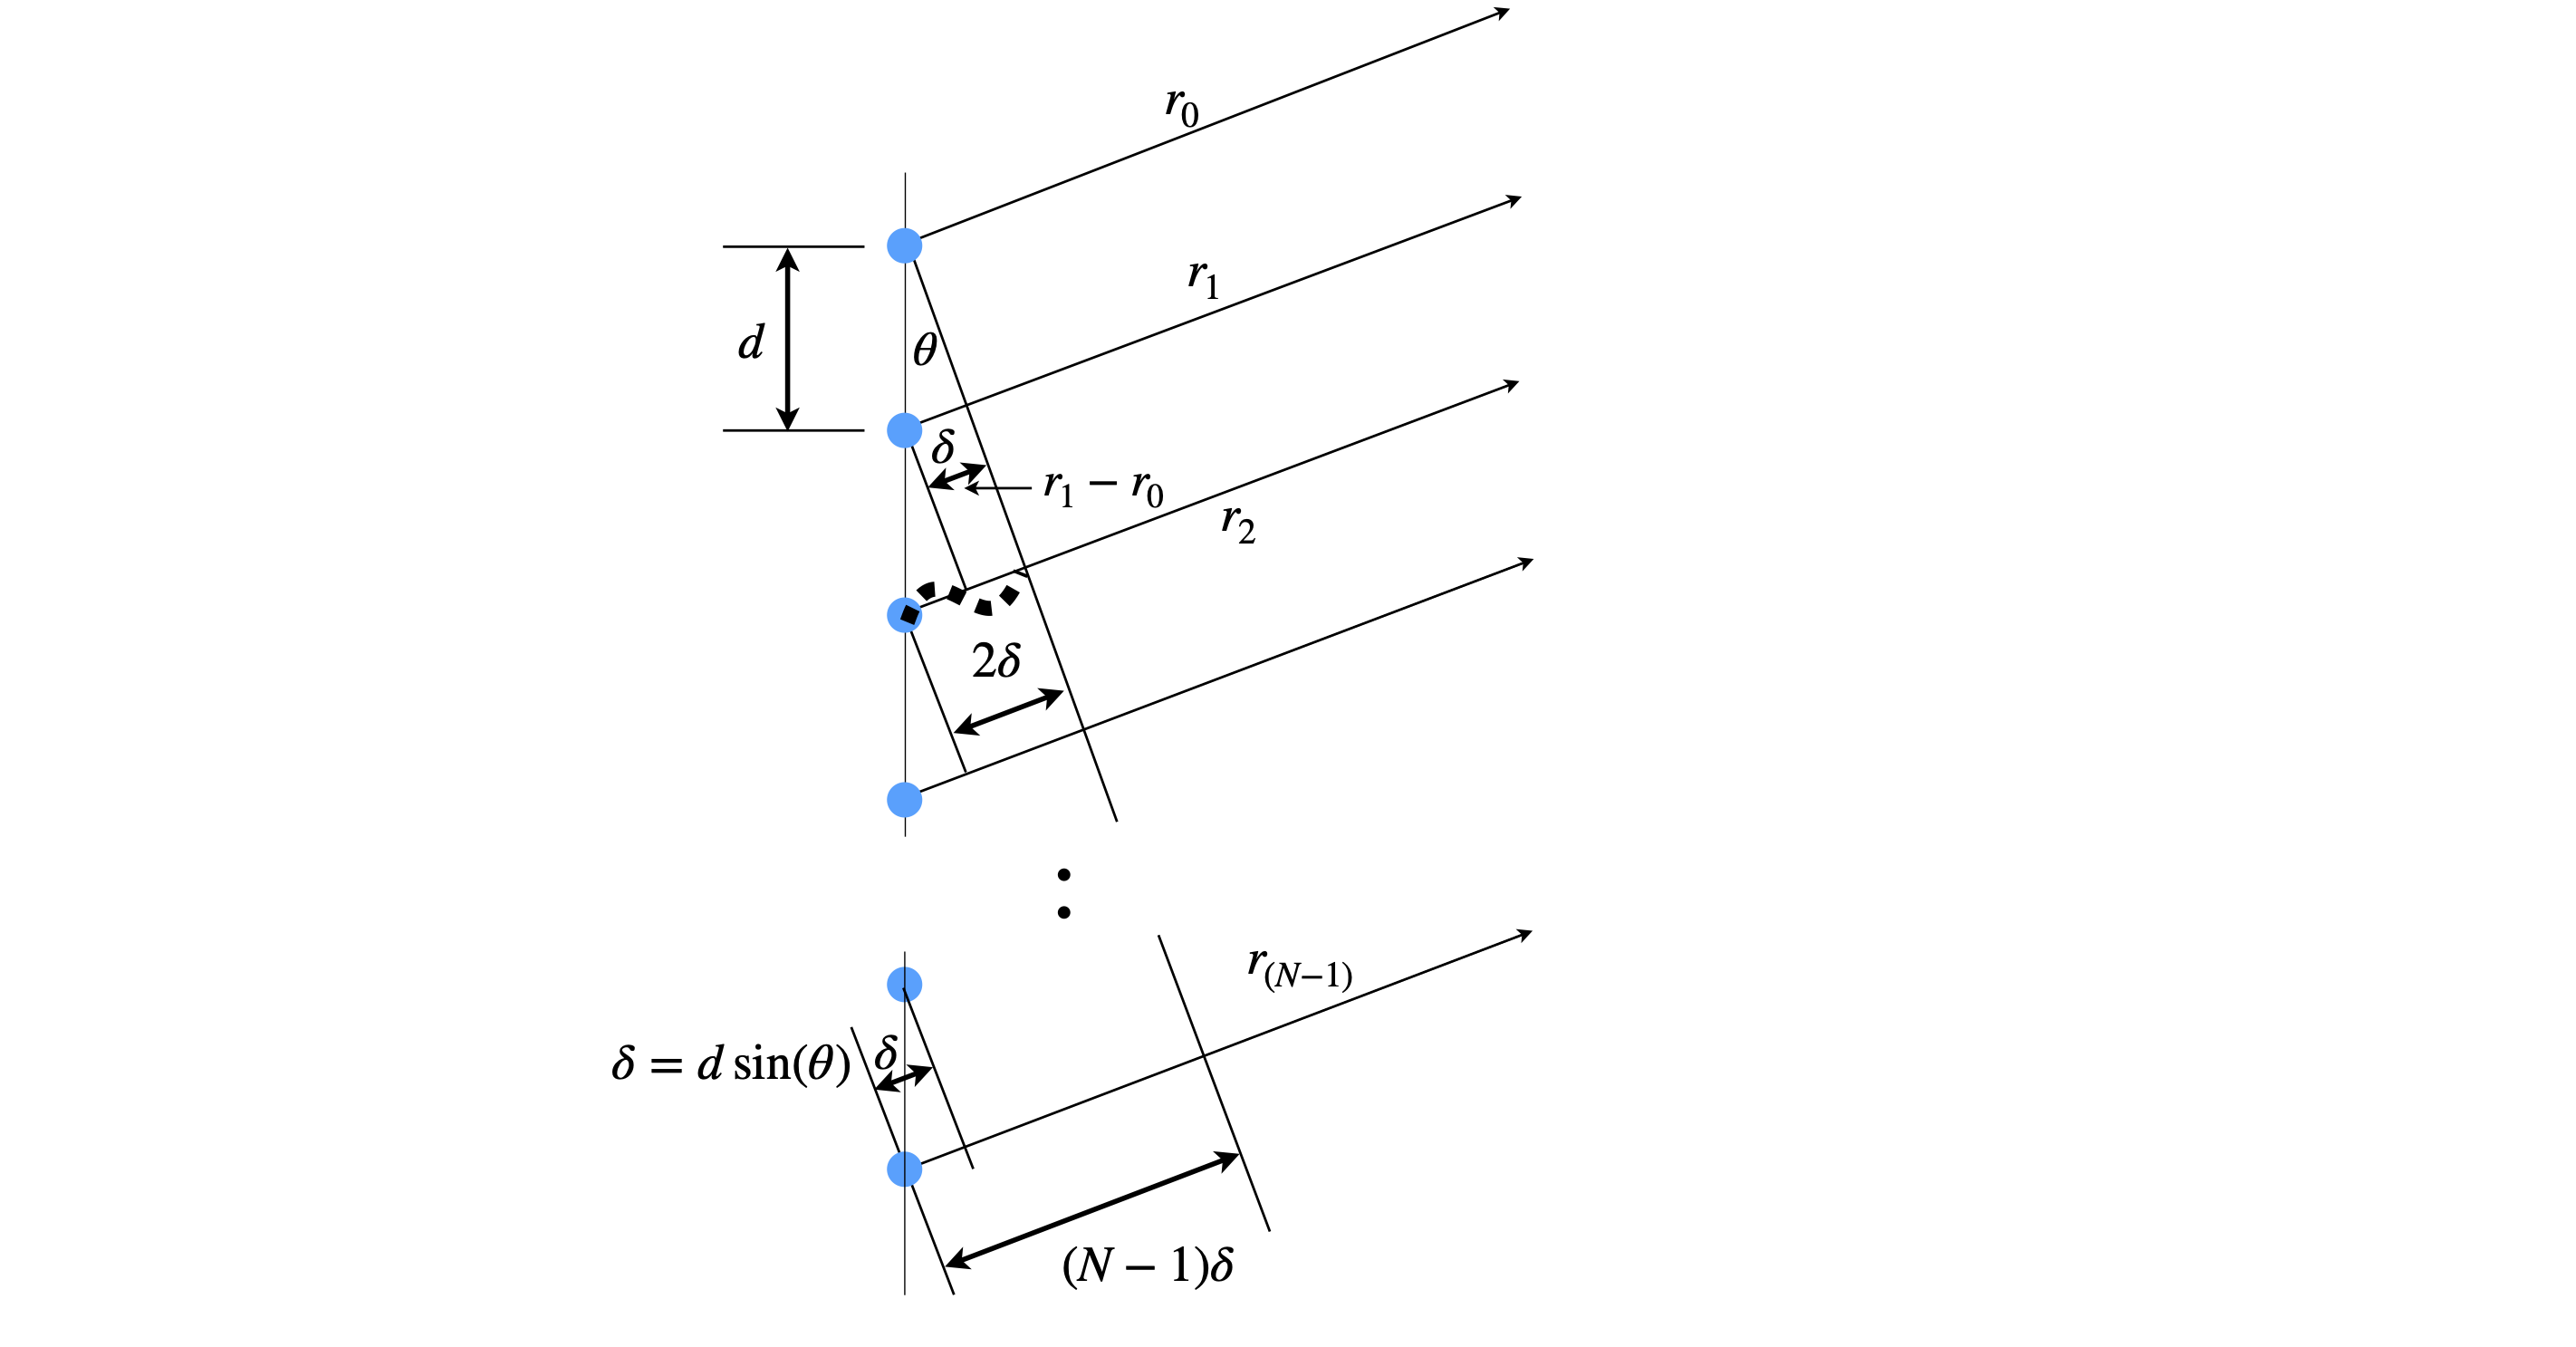 r₀
r₁
d
θ
δ
r₁ − r₀
r₂
2δ
r₍N₋₁₎
δ = d sin(θ)
δ
(N − 1)δ